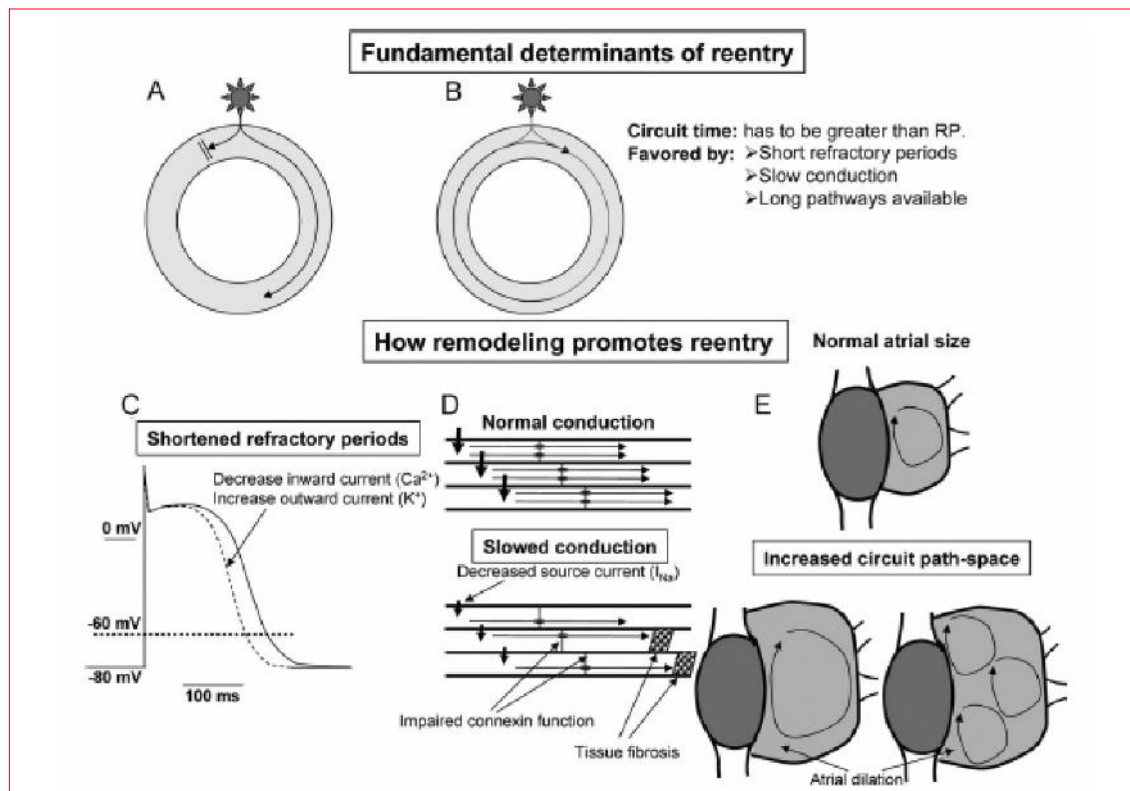 Fundamental determinants of reentry
A
B
Circuit time: has to be greater than RP.
Favored by: ➢Short refractory periods
➢Slow conduction
➢Long pathways available
How remodeling promotes reentry
Normal atrial size
C
Shortened refractory periods
Decrease inward current (Ca²⁺)
Increase outward current (K⁺)
0 mV
-60 mV
-80 mV
100 ms
D
Normal conduction
Slowed conduction
Decreased source current (I_Na)
Impaired connexin function
Tissue fibrosis
E
Increased circuit path-space
Atrial dilation